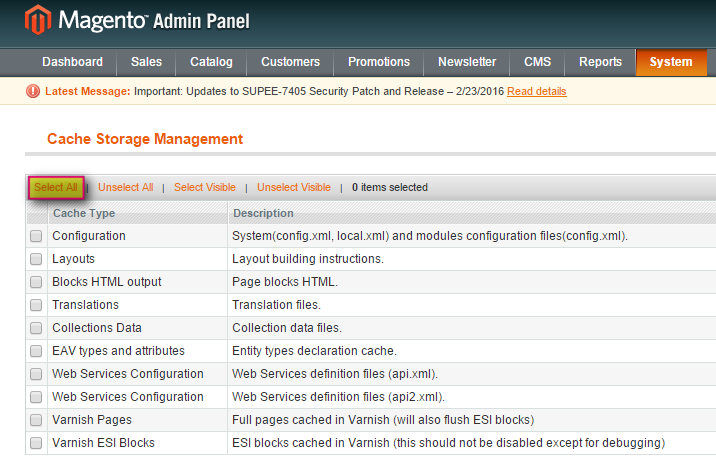 Magento™ Admin Panel
Dashboard Sales Catalog Customers Promotions Newsletter CMS Reports System
Latest Message: Important: Updates to SUPEE-7405 Security Patch and Release – 2/23/2016 Read details
Cache Storage Management
Select All | Unselect All | Select Visible | Unselect Visible | 0 items selected
Cache Type Description
Configuration System(config.xml, local.xml) and modules configuration files(config.xml).
Layouts Layout building instructions.
Blocks HTML output Page blocks HTML.
Translations Translation files.
Collections Data Collection data files.
EAV types and attributes Entity types declaration cache.
Web Services Configuration Web Services definition files (api.xml).
Web Services Configuration Web Services definition files (api2.xml).
Varnish Pages Full pages cached in Varnish (will also flush ESI blocks)
Varnish ESI Blocks ESI blocks cached in Varnish (this should not be disabled except for debugging)